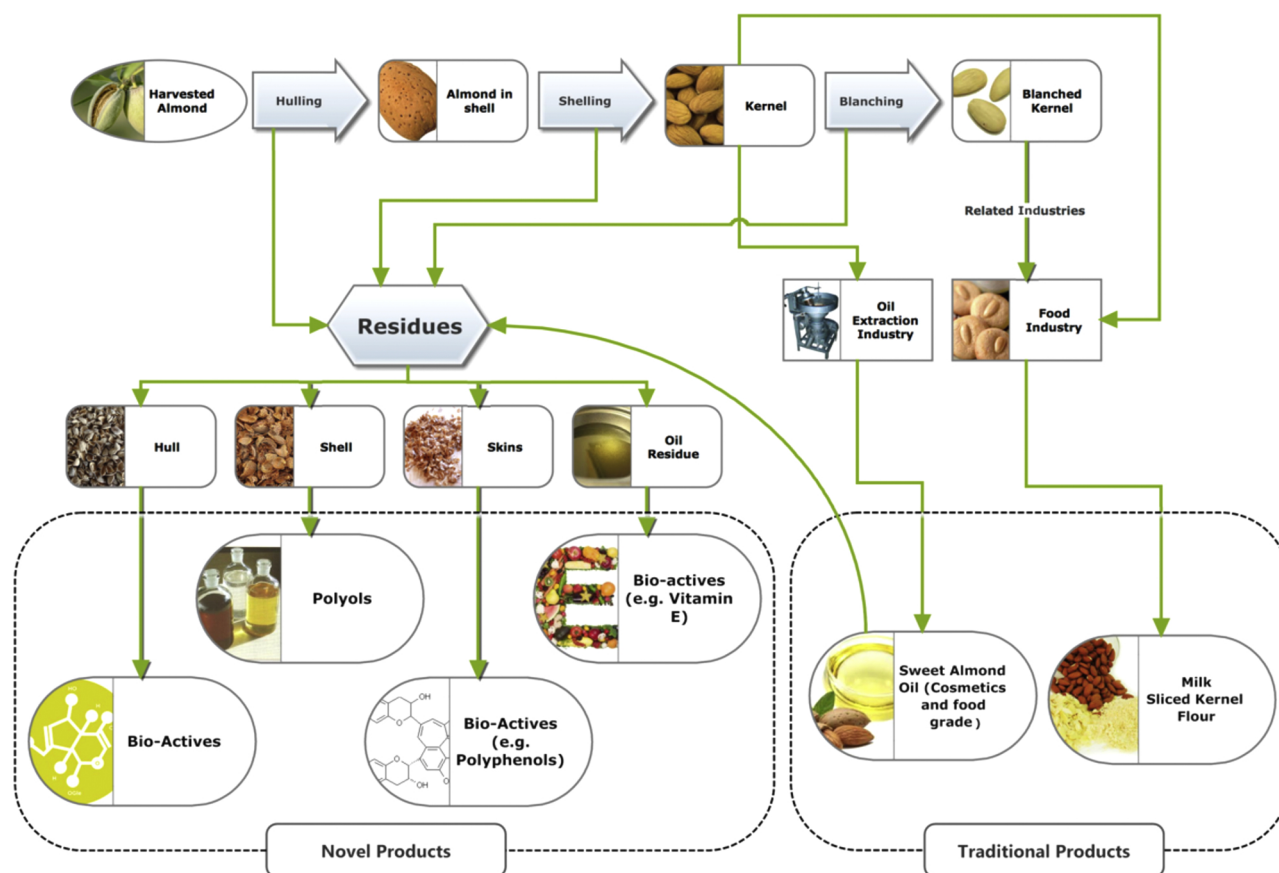 Harvested
Almond
Hulling
Almond in
shell
Shelling
Kernel
Blanching
Blanched
Kernel
Related Industries
Residues
Oil
Extraction
Industry
Food
Industry
Hull
Shell
Skins
Oil
Residue
Polyols
Bio-actives
(e.g. Vitamin
E)
Bio-Actives
Bio-Actives
(e.g.
Polyphenols)
OH
OH
Sweet Almond
Oil (Cosmetics
and food
grade)
Milk
Sliced Kernel
Flour
Novel Products
Traditional Products